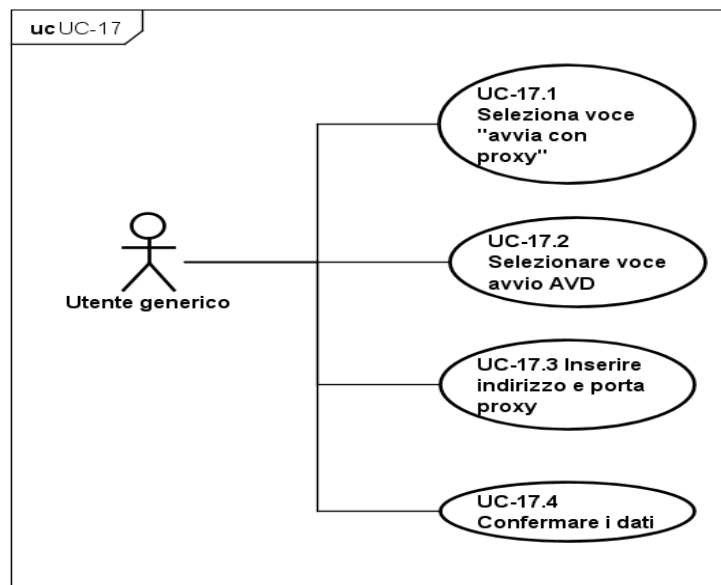 uc UC-17
UC-17.1
Seleziona voce
"avvia con
proxy"
UC-17.2
Selezionare voce
avvio AVD
Utente generico
UC-17.3 Inserire
indirizzo e porta
proxy
UC-17.4
Confermare i dati